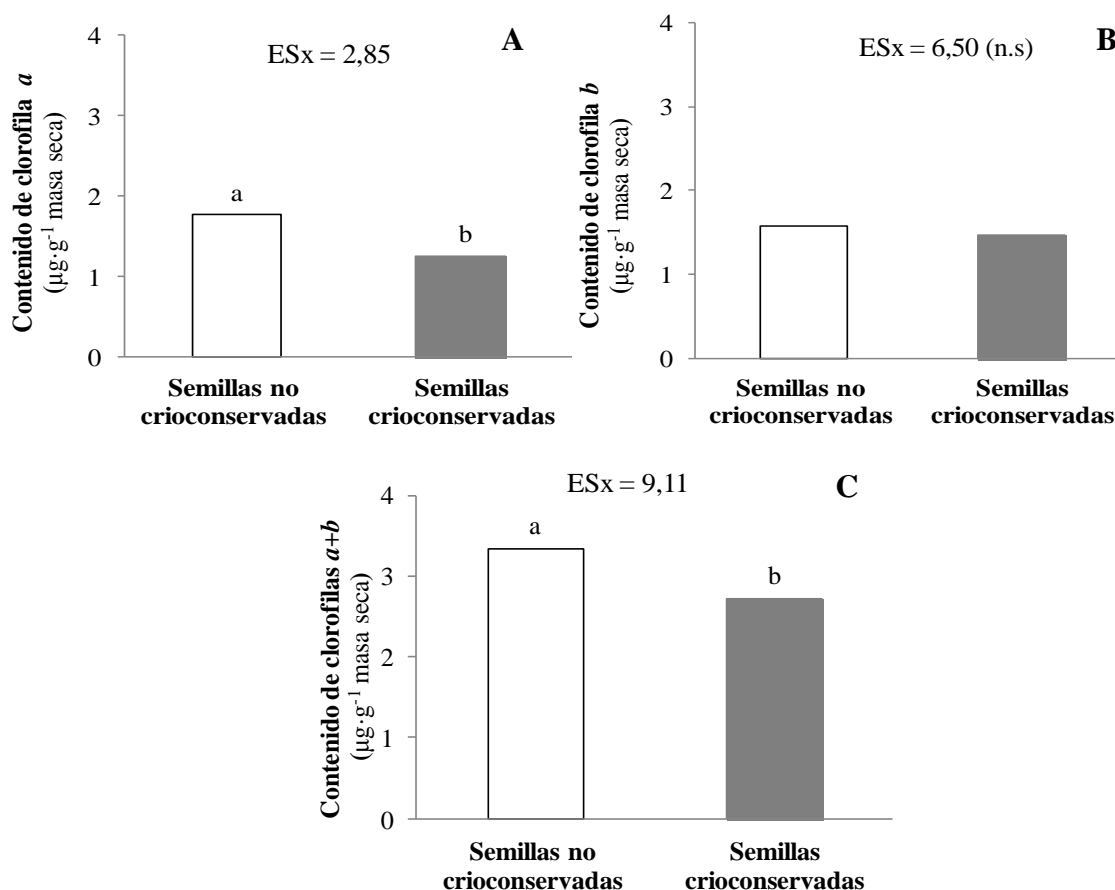 A
ESx = 2,85
Contenido de clorofila a
(µg·g-1 masa seca)
4
3
2
1
0
a
b
Semillas no
crioconservadas
Semillas
crioconservadas
B
ESx = 6,50 (n.s)
Contenido de clorofila b
(µg·g-1 masa seca)
4
3
2
1
0
Semillas no
crioconservadas
Semillas
crioconservadas
C
ESx = 9,11
Contenido de clorofilas a+b
(µg·g-1 masa seca)
4
3
2
1
0
a
b
Semillas no
crioconservadas
Semillas
crioconservadas